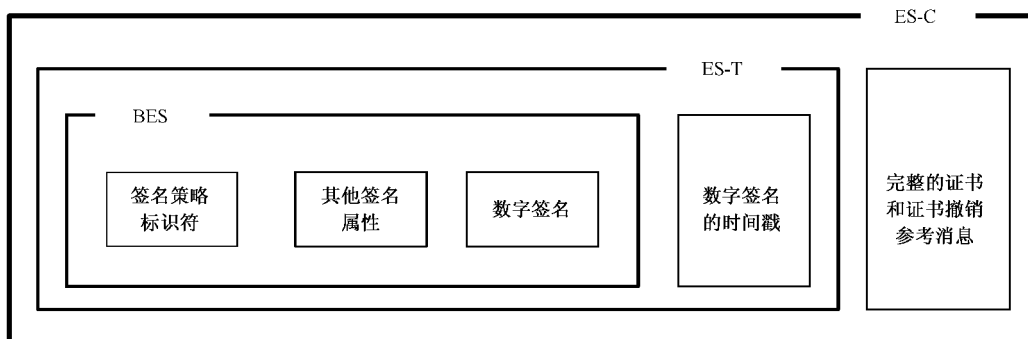 ES-C
ES-T
BES
签名策略
标识符
其他签名
属性
数字签名
数字签名
的时间戳
完整的证书
和证书撤销
参考消息